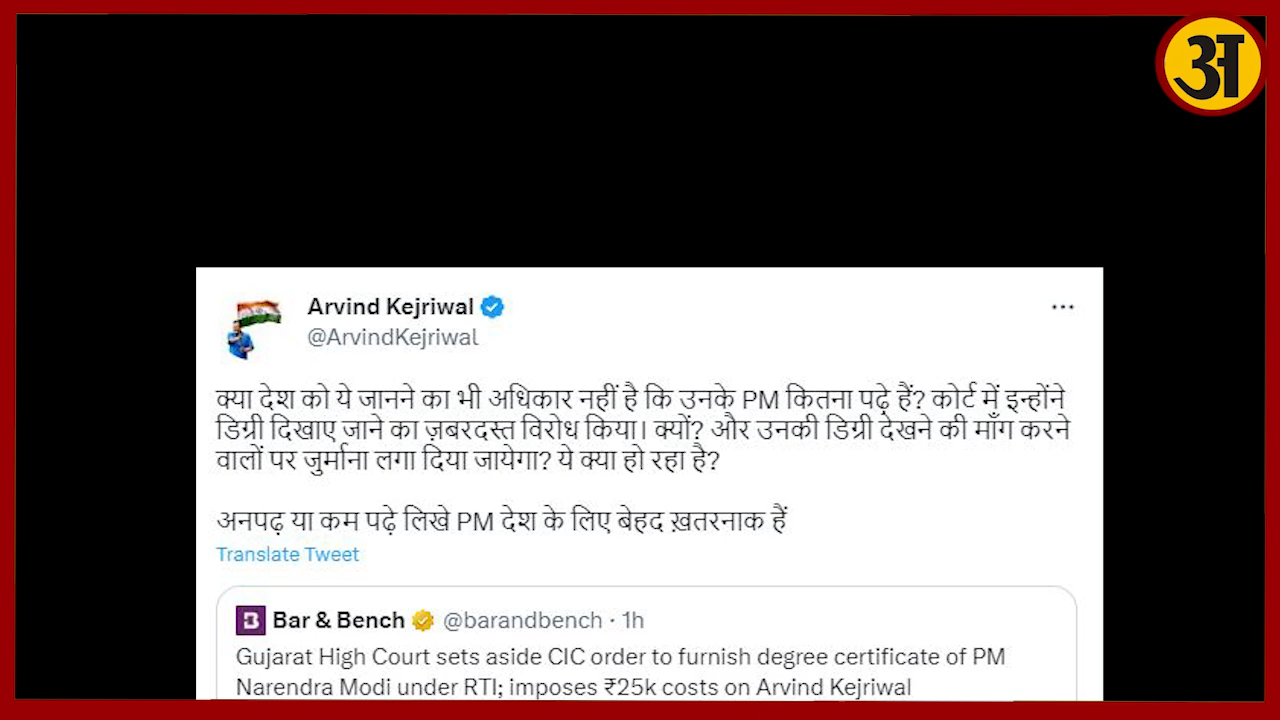 अ
Arvind Kejriwal
@ArvindKejriwal
क्या देश को ये जानने का भी अधिकार नहीं है कि उनके PM कितना पढ़े हैं? कोर्ट में इन्होंने
डिग्री दिखाए जाने का ज़बरदस्त विरोध किया। क्यों? और उनकी डिग्री देखने की माँग करने
वालों पर जुर्माना लगा दिया जायेगा? ये क्या हो रहा है?
अनपढ़ या कम पढ़े लिखे PM देश के लिए बेहद ख़तरनाक हैं
Translate Tweet
B Bar & Bench @barandbench · 1h
Gujarat High Court sets aside CIC order to furnish degree certificate of PM
Narendra Modi under RTI; imposes ₹25k costs on Arvind Kejriwal